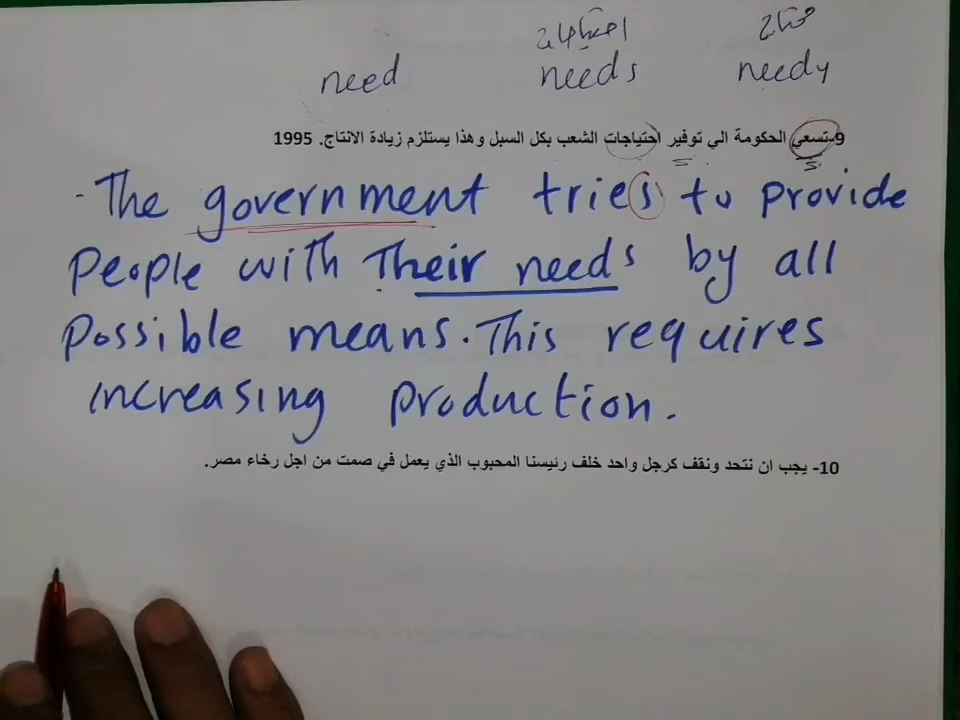 احتياجات محتاج
need needs needy
9-تسعي الحكومة الي توفير احتياجات الشعب بكل السبل وهذا يستلزم زيادة الانتاج. 1995
The government tries to provide
People with Their needs by all
Possible means. This requires
increasing production.
10- يجب ان نتحد ونقف كرجل واحد خلف رئيسنا المحبوب الذي يعمل في صمت من اجل رخاء مصر.